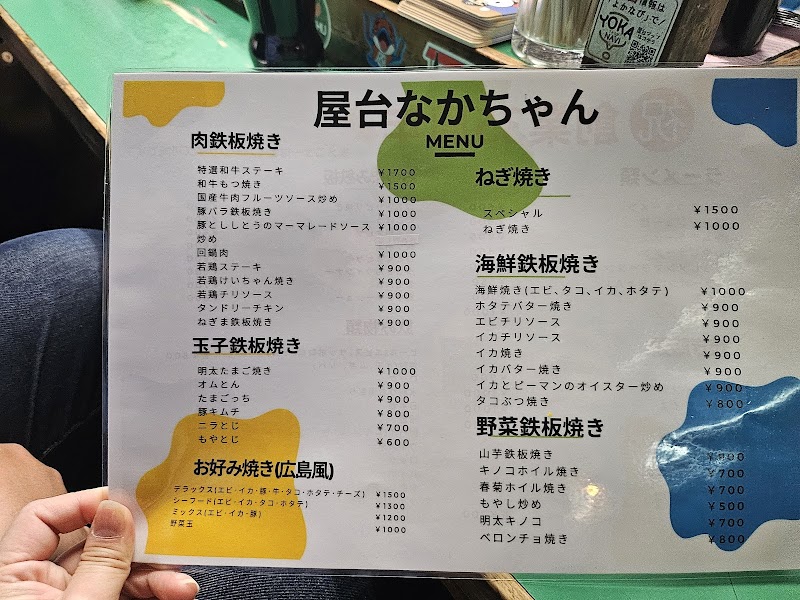 情報は
よかなび」で!
YOKA
NAVI
屋台なかちゃん
MENU
肉鉄板焼き
特選和牛ステーキ ¥1700
和牛もつ焼き ¥1500
国産牛肉フルーツソース炒め ¥1000
豚バラ鉄板焼き ¥1000
豚とししとうのマーマレードソース ¥1000
炒め
回鍋肉 ¥1000
若鶏ステーキ ¥900
若鶏けいちゃん焼き ¥900
若鶏チリソース ¥900
タンドリーチキン ¥900
ねぎま鉄板焼き ¥900
玉子鉄板焼き
明太たまご焼き ¥1000
オムとん ¥900
たまごっち ¥900
豚キムチ ¥800
ニラとじ ¥700
もやとじ ¥600
お好み焼き(広島風)
デラックス(エビ・イカ・豚・牛・タコ・ホタテ・チーズ) ¥1500
シーフード(エビ・イカ・タコ・ホタテ) ¥1300
ミックス(エビ・イカ・豚) ¥1200
野菜玉 ¥1000
ねぎ焼き
スペシャル ¥1500
ねぎ焼き ¥1000
海鮮鉄板焼き
海鮮焼き(エビ、タコ、イカ、ホタテ) ¥1000
ホタテバター焼き ¥900
エビチリソース ¥900
イカチリソース ¥900
イカ焼き ¥900
イカバター焼き ¥900
イカとピーマンのオイスター炒め ¥900
タコぶつ焼き ¥800
野菜鉄板焼き
山芋鉄板焼き
キノコホイル焼き ¥700
春菊ホイル焼き ¥700
もやし炒め ¥500
明太キノコ ¥700
ペロンチョ焼き ¥800